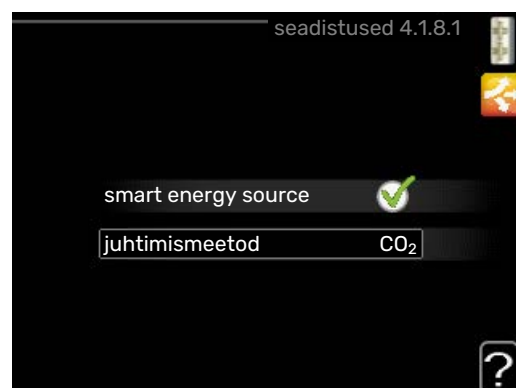 seadistused 4.1.8.1
smart energy source
juhtimismeetod CO₂
?